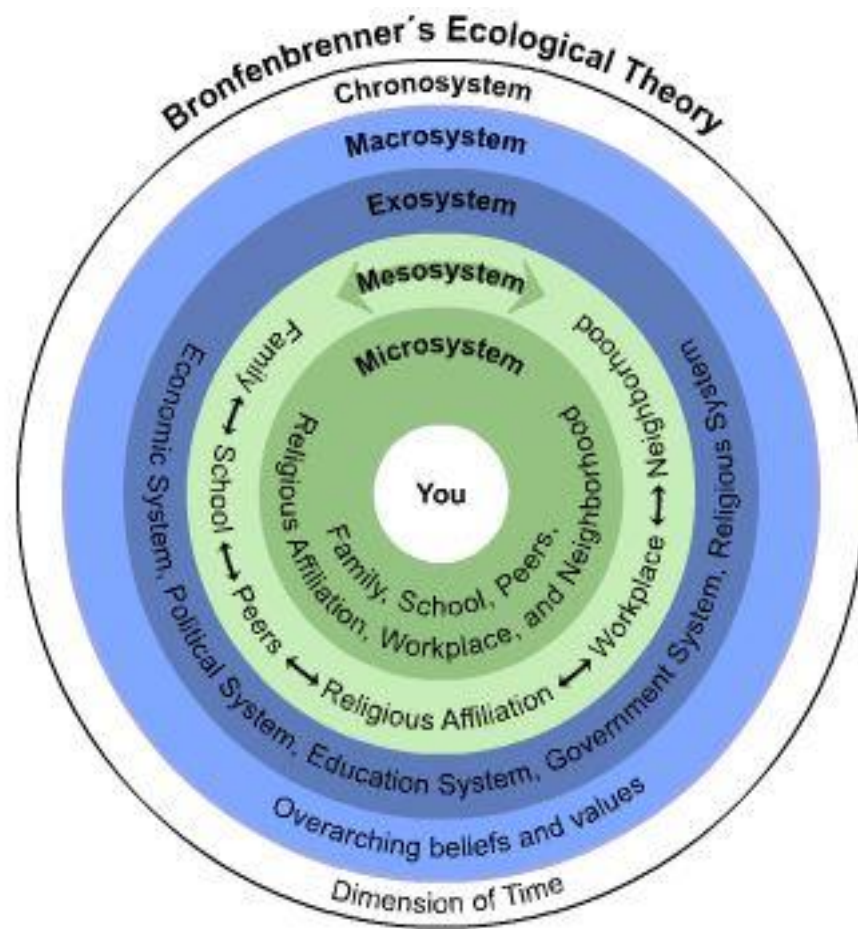 Bronfenbrenner´s Ecological Theory
Chronosystem
Macrosystem
Exosystem
Mesosystem
Microsystem
You
Family, School, Peers,
Religious Affiliation, Workplace, and Neighborhood
Family ↔ School ↔ Peers ↔ Religious Affiliation ↔ Workplace ↔ Neighborhood
Economic System, Political System, Education System, Government System, Religious System
Overarching beliefs and values
Dimension of Time